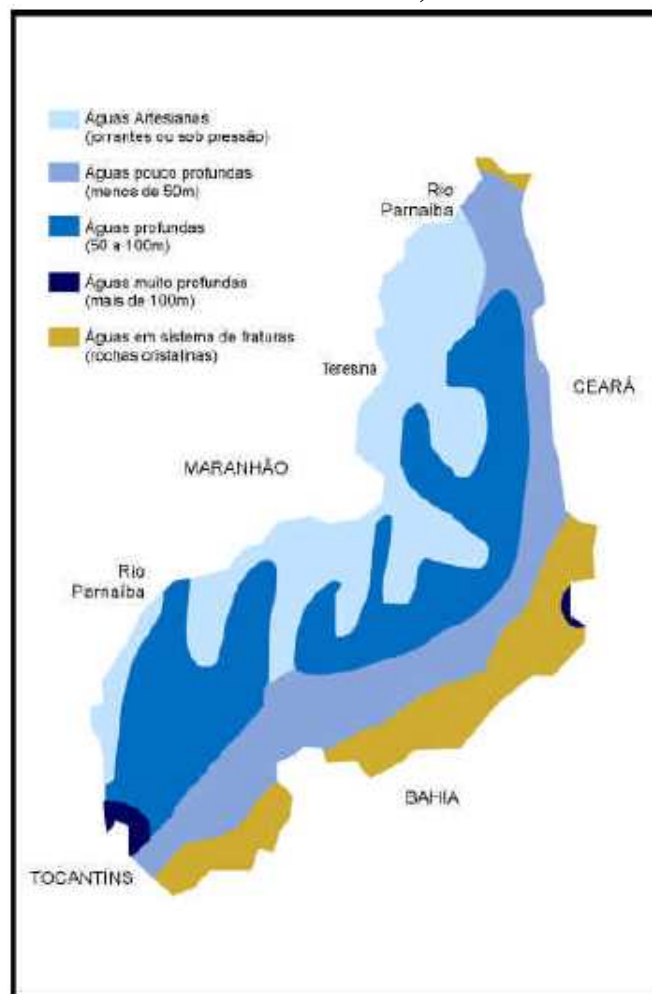 Águas Artesianas
(jorrantes ou sob pressão)
Águas pouco profundas
(menos de 50m)
Águas profundas
(50 a 100m)
Águas muito profundas
(mais de 100m)
Águas em sistema de fraturas
(rochas cristalinas)
Rio
Parnaíba
Teresina
CEARÁ
MARANHÃO
Rio
Parnaíba
BAHIA
TOCANTINS